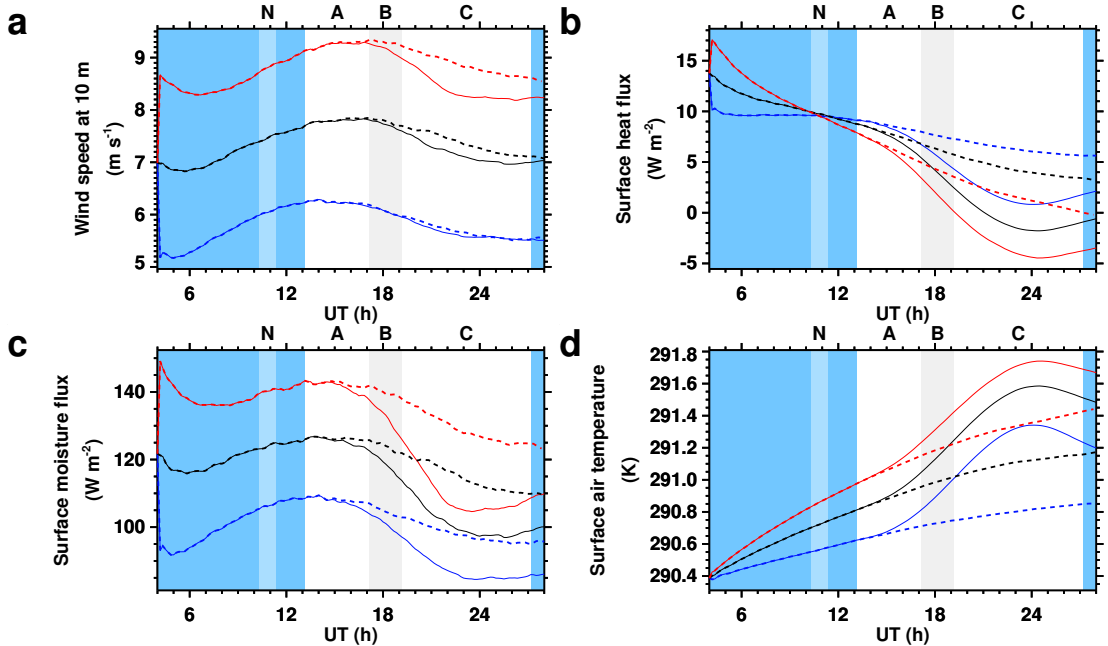 a
N A B C
Wind speed at 10 m
(m s⁻¹)
9
8
7
6
5
6 12 18 24
UT (h)
b
N A B C
Surface heat flux
(W m⁻²)
15
10
5
0
-5
6 12 18 24
UT (h)
c
N A B C
Surface moisture flux
(W m⁻²)
140
120
100
6 12 18 24
UT (h)
d
N A B C
Surface air temperature
(K)
291.8
291.6
291.4
291.2
291.0
290.8
290.6
290.4
6 12 18 24
UT (h)